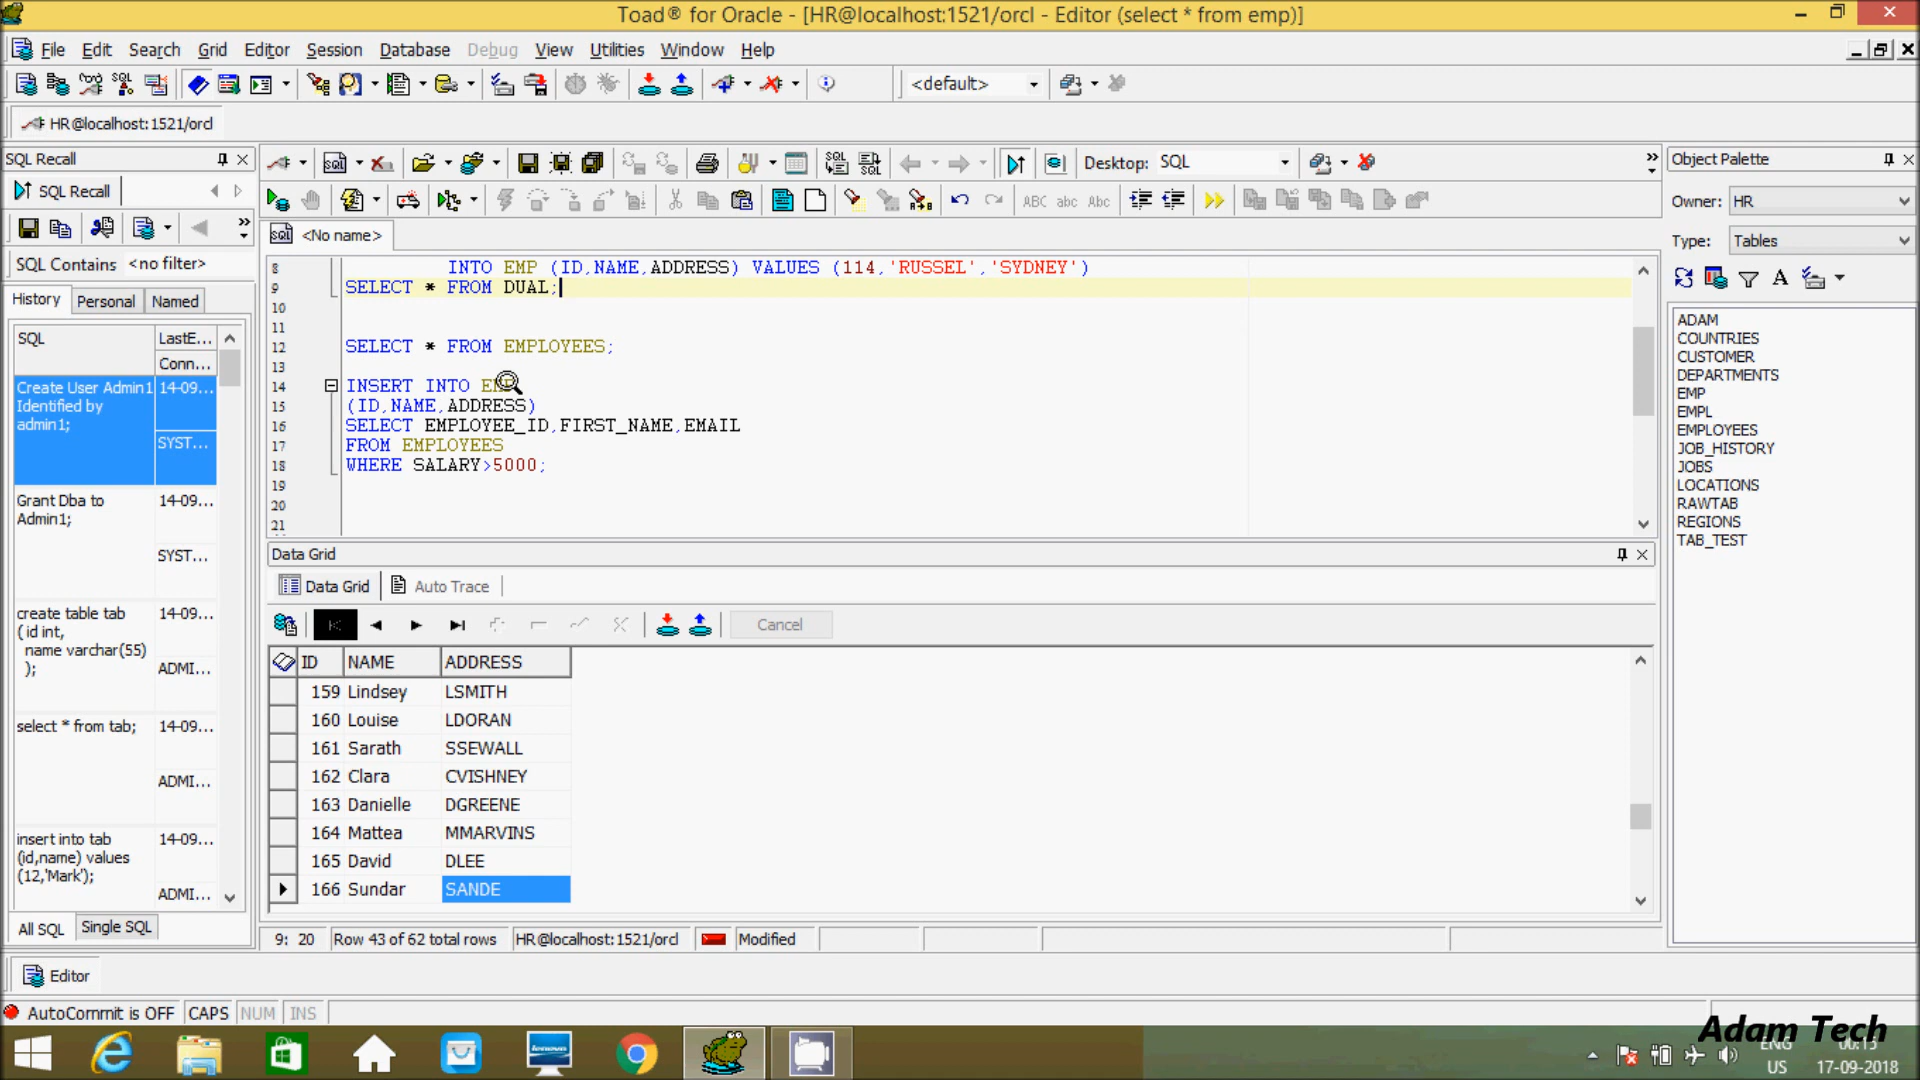 Toad® for Oracle - [HR@localhost:1521/orcl - Editor (select * from emp)]
File Edit Search Grid Editor Session Database Debug View Utilities Window Help
<default>
HR@localhost:1521/orcl
SQL Recall
SQL Recall
SQL Contains <no filter>
History Personal Named
SQL LastE...
Conn...
Create User Admin1 Identified by admin1; 14-09...
SYST...
Grant Dba to Admin1; 14-09...
SYST...
create table tab
( id int,
name varchar(55)
); 14-09...
ADMI...
select * from tab; 14-09...
ADMI...
insert into tab
(id,name) values
(12,'Mark'); 14-09...
ADMI...
All SQL Single SQL
Desktop: SQL
<No name>
8 INTO EMP (ID,NAME,ADDRESS) VALUES (114,'RUSSEL','SYDNEY')
9 SELECT * FROM DUAL;
10
11
12 SELECT * FROM EMPLOYEES;
13
14 INSERT INTO EMP
15 (ID,NAME,ADDRESS)
16 SELECT EMPLOYEE_ID,FIRST_NAME,EMAIL
17 FROM EMPLOYEES
18 WHERE SALARY>5000;
19
20
21
Data Grid
Data Grid Auto Trace
Cancel
ID NAME ADDRESS
159 Lindsey LSMITH
160 Louise LDORAN
161 Sarath SSEWALL
162 Clara CVISHNEY
163 Danielle DGREENE
164 Mattea MMARVINS
165 David DLEE
166 Sundar SANDE
9: 20 Row 43 of 62 total rows HR@localhost:1521/orcl Modified
Object Palette
Owner: HR
Type: Tables
ADAM
COUNTRIES
CUSTOMER
DEPARTMENTS
EMP
EMPL
EMPLOYEES
JOB_HISTORY
JOBS
LOCATIONS
RAWTAB
REGIONS
TAB_TEST
Editor
AutoCommit is OFF CAPS NUM INS
Adam Tech
ENG
US
17-09-2018